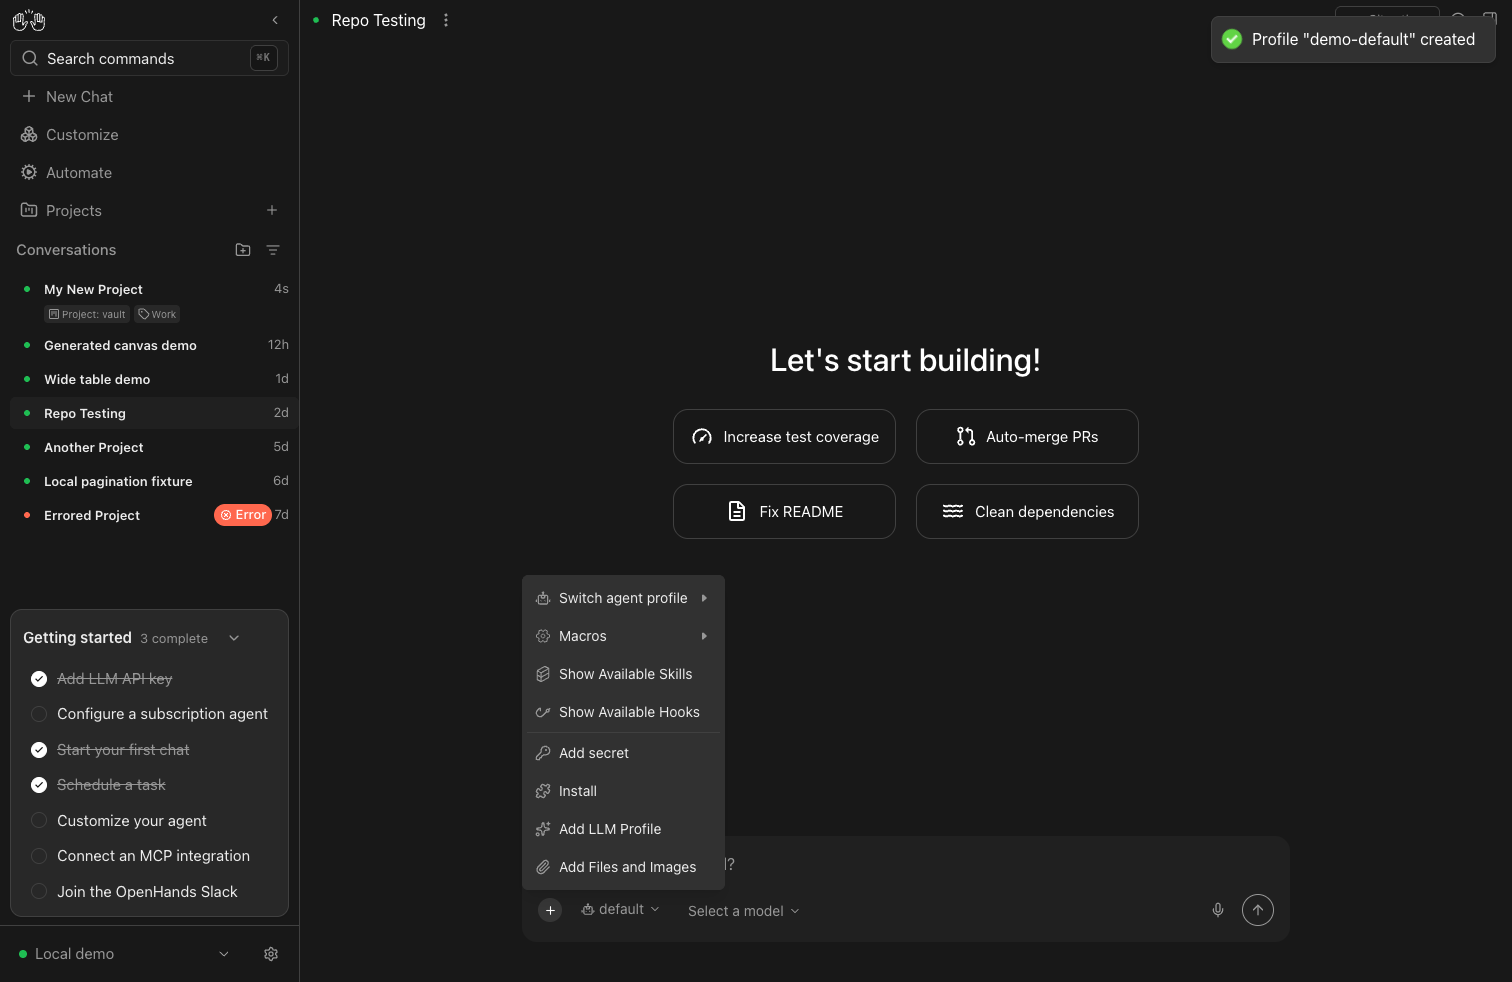 Search commands
⌘K
New Chat
Customize
Automate
Projects
Conversations
My New Project
4s
Project: vault
Work
Generated canvas demo
12h
Wide table demo
1d
Repo Testing
2d
Another Project
5d
Local pagination fixture
6d
Errored Project
Error
7d
Getting started
3 complete
Add LLM API key
Configure a subscription agent
Start your first chat
Schedule a task
Customize your agent
Connect an MCP integration
Join the OpenHands Slack
Local demo
Repo Testing
Profile "demo-default" created
Let's start building!
Increase test coverage
Auto-merge PRs
Fix README
Clean dependencies
Switch agent profile
Macros
Show Available Skills
Show Available Hooks
Add secret
Install
Add LLM Profile
Add Files and Images
default
Select a model